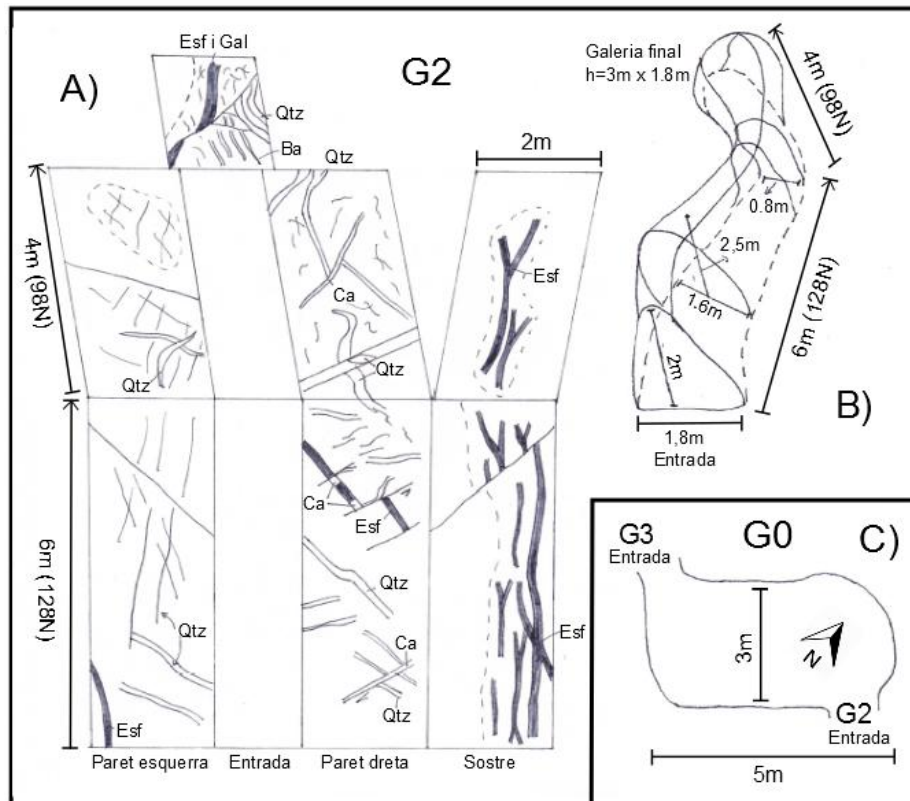 A)
G2
Esf i Gal
Qtz
Ba
Qtz
2m
4m (98N)
Ca
Esf
Qtz
Qtz
6m (128N)
Ca
Esf
Qtz
Qtz
Ca
Esf
Qtz
Esf
Paret esquerra
Entrada
Paret dreta
Sostre
Galeria final
h=3m x 1.8m
4m (98N)
0.8m
2,5m
1.6m
6m (128N)
2m
B)
1,8m
Entrada
G3
Entrada
G0
C)
3m
N
G2
Entrada
5m